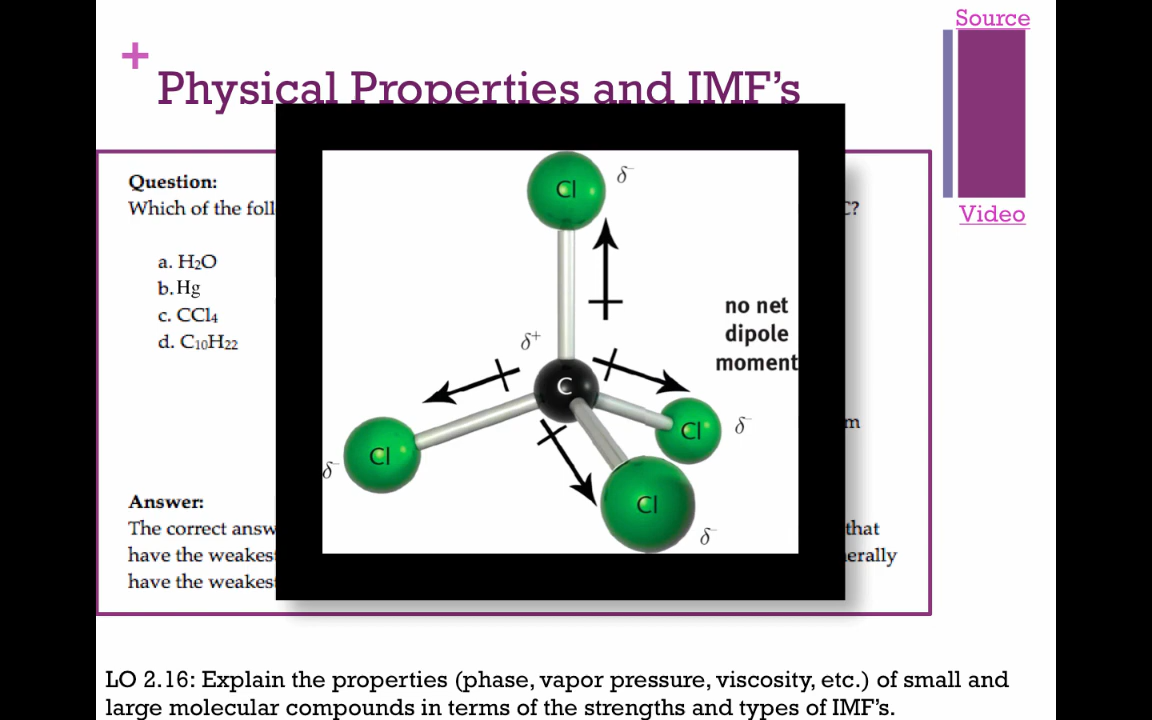 Source
+
Physical Properties and IMF's
Question:
Which of the foll
C?
a. H₂O
b. Hg
c. CCl₄
d. C₁₀H₂₂
Video
Cl
δ⁻
no net
dipole
moment
δ⁺
C
Cl
δ⁻
Cl
δ⁻
Cl
δ⁻
m
Answer:
The correct answ
that
have the weakes
erally
have the weakes
LO 2.16: Explain the properties (phase, vapor pressure, viscosity, etc.) of small and
large molecular compounds in terms of the strengths and types of IMF's.